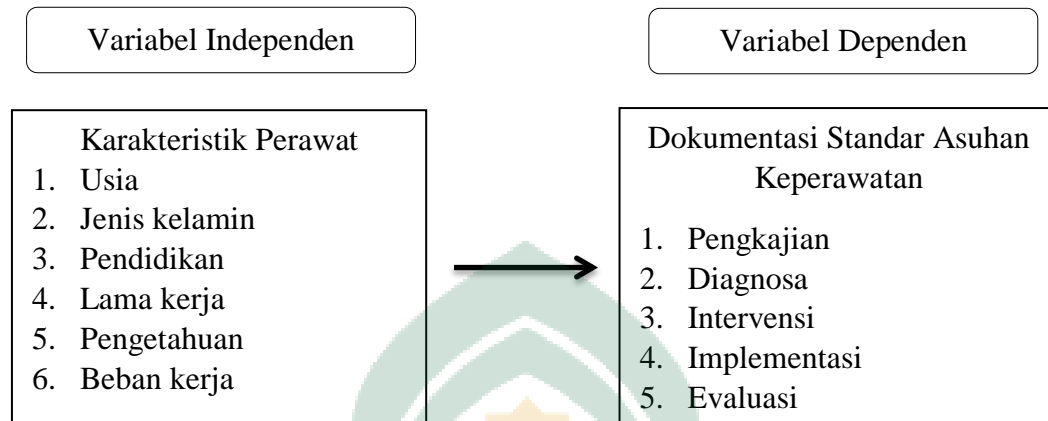 Variabel Independen
Variabel Dependen
Karakteristik Perawat
1. Usia
2. Jenis kelamin
3. Pendidikan
4. Lama kerja
5. Pengetahuan
6. Beban kerja
Dokumentasi Standar Asuhan
Keperawatan
1. Pengkajian
2. Diagnosa
3. Intervensi
4. Implementasi
5. Evaluasi